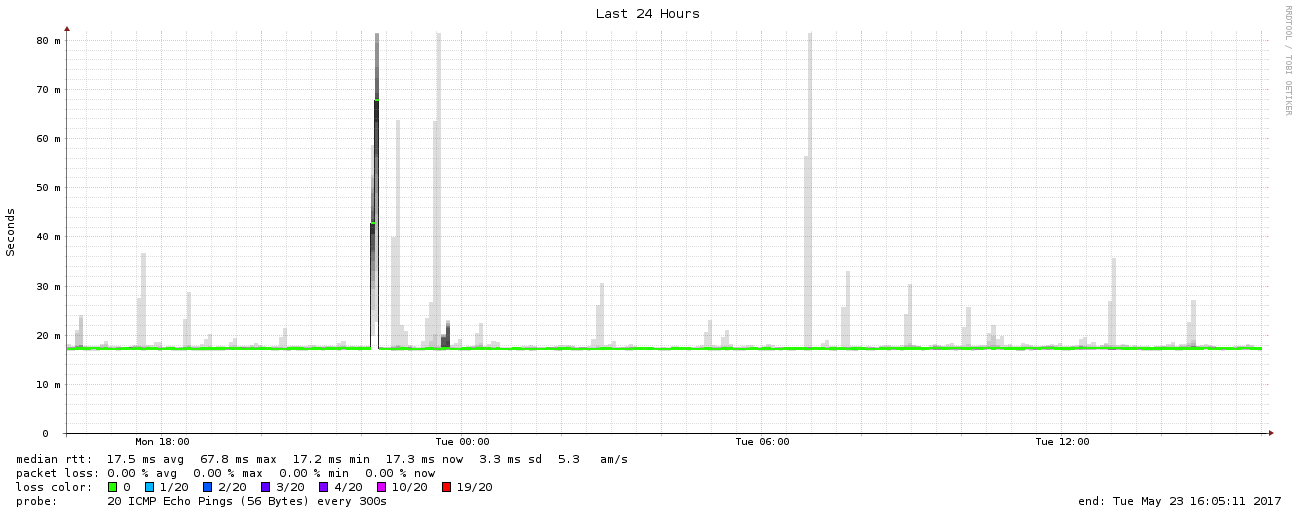 Last 24 Hours
RRDTOOL / TOBI OETIKER
Seconds
80 m
70 m
60 m
50 m
40 m
30 m
20 m
10 m
0
Mon 18:00 Tue 00:00 Tue 06:00 Tue 12:00
median rtt: 17.5 ms avg 67.8 ms max 17.2 ms min 17.3 ms now 3.3 ms sd 5.3 am/s
packet loss: 0.00 % avg 0.00 % max 0.00 % min 0.00 % now
loss color: 0 1/20 2/20 3/20 4/20 10/20 19/20
probe: 20 ICMP Echo Pings (56 Bytes) every 300s end: Tue May 23 16:05:11 2017